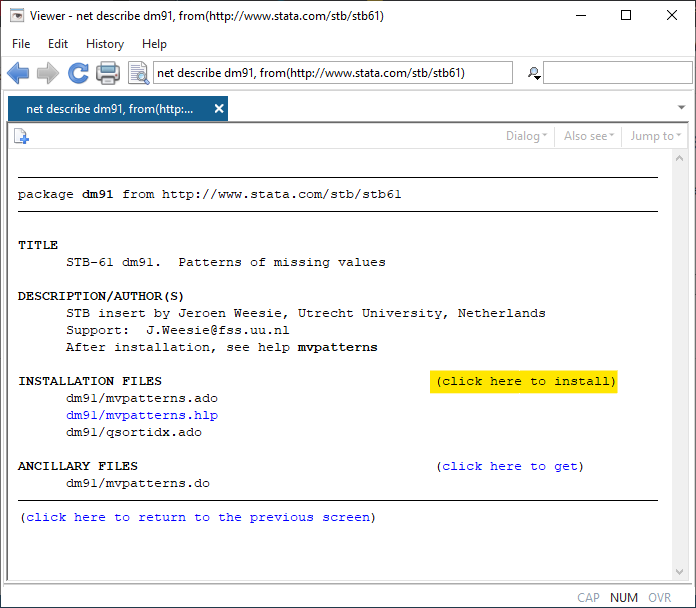 Viewer - net describe dm91, from(http://www.stata.com/stb/stb61)
File Edit History Help
net describe dm91, from(http://www.stata.com/stb/stb61)
net describe dm91, from(http:...
Dialog Also see Jump to
package dm91 from http://www.stata.com/stb/stb61
TITLE
STB-61 dm91. Patterns of missing values
DESCRIPTION/AUTHOR(S)
STB insert by Jeroen Weesie, Utrecht University, Netherlands
Support: J.Weesie@fss.uu.nl
After installation, see help mvpatterns
INSTALLATION FILES (click here to install)
dm91/mvpatterns.ado
dm91/mvpatterns.hlp
dm91/qsortidx.ado
ANCILLARY FILES (click here to get)
dm91/mvpatterns.do
(click here to return to the previous screen)
CAP NUM OVR